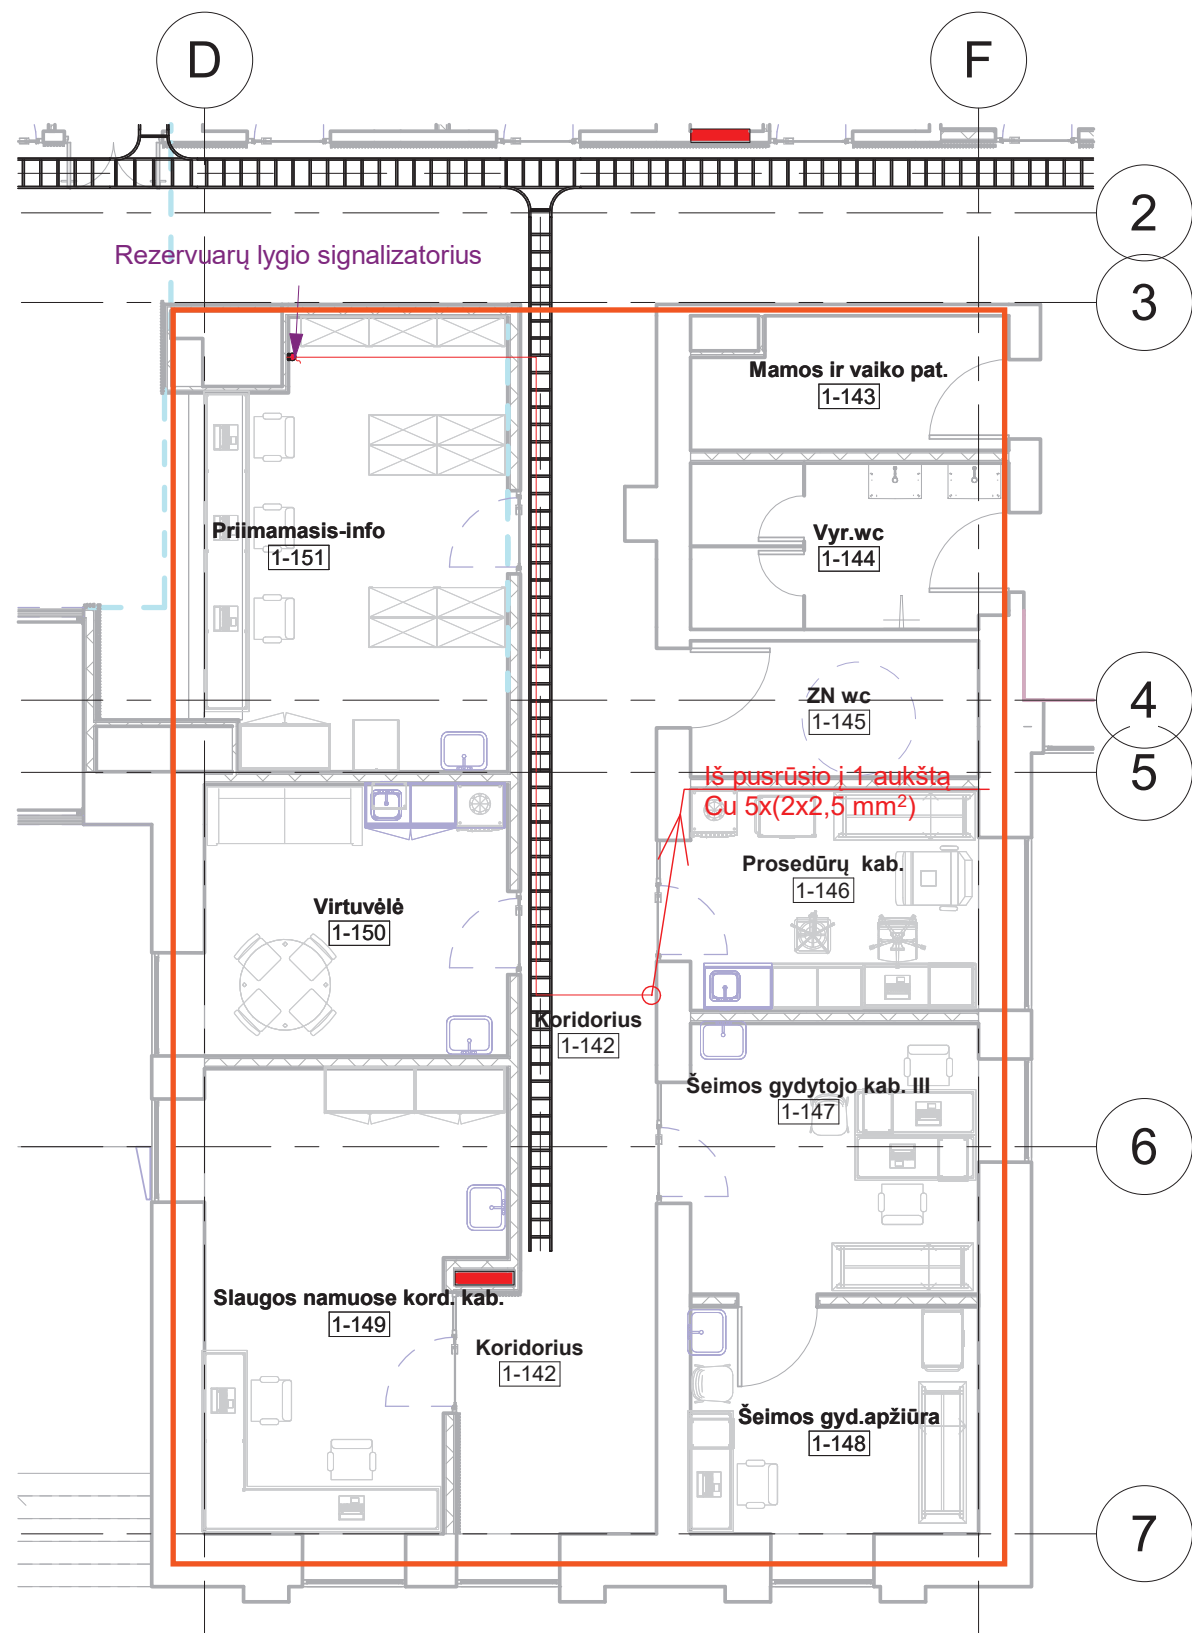 D
F
2
3
Rezervuarų lygio signalizatorius
Mamos ir vaiko pat.
1-143
Priimamasis-info
1-151
Vyr.wc
1-144
ZN wc
1-145
4
5
Iš pusrūsio į 1 aukštą
Cu 5x(2x2,5 mm²)
Prosedūrų kab.
1-146
Virtuvėlė
1-150
Koridorius
1-142
Šeimos gydytojo kab. III
1-147
6
Slaugos namuose kord. kab.
1-149
Koridorius
1-142
Šeimos gyd.apžiūra
1-148
7